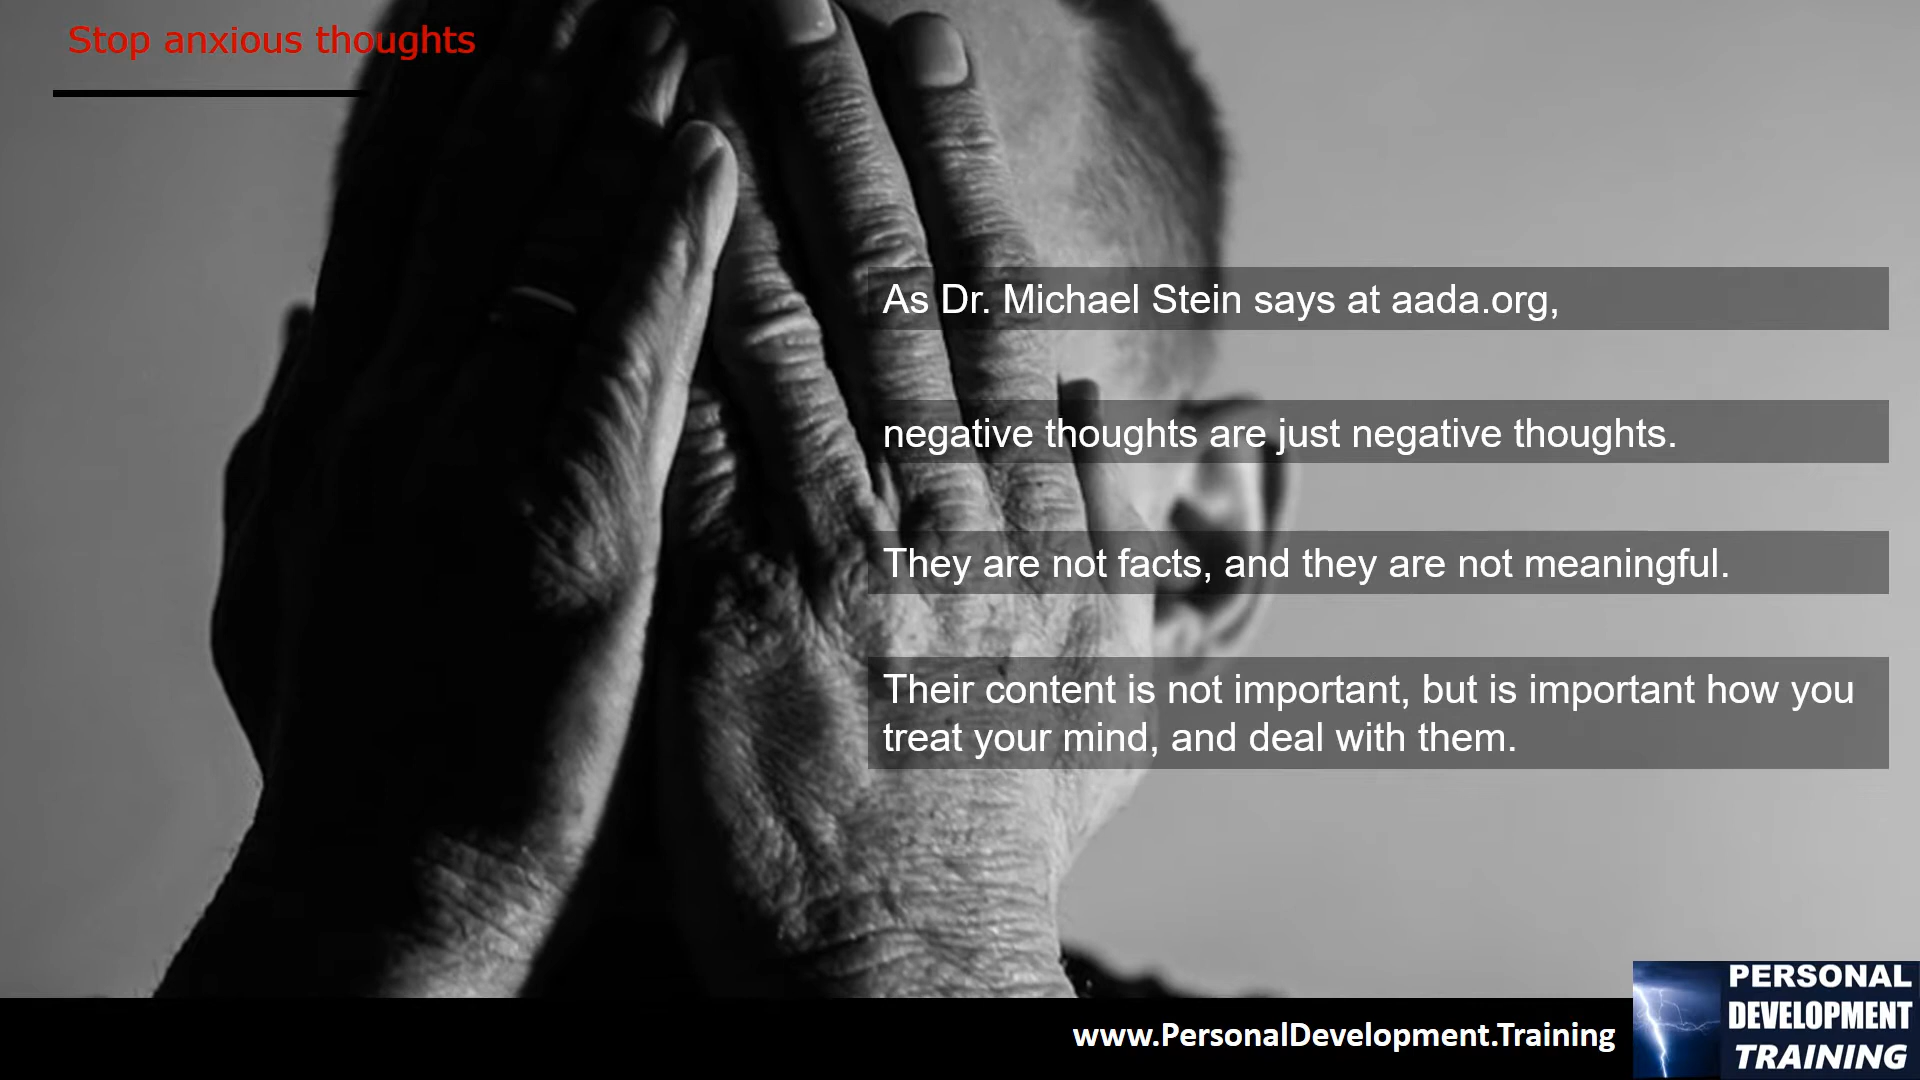 Stop anxious thoughts
As Dr. Michael Stein says at aada.org,
negative thoughts are just negative thoughts.
They are not facts, and they are not meaningful.
Their content is not important, but is important how you
treat your mind, and deal with them.
www.PersonalDevelopment.Training
PERSONAL
DEVELOPMENT
TRAINING